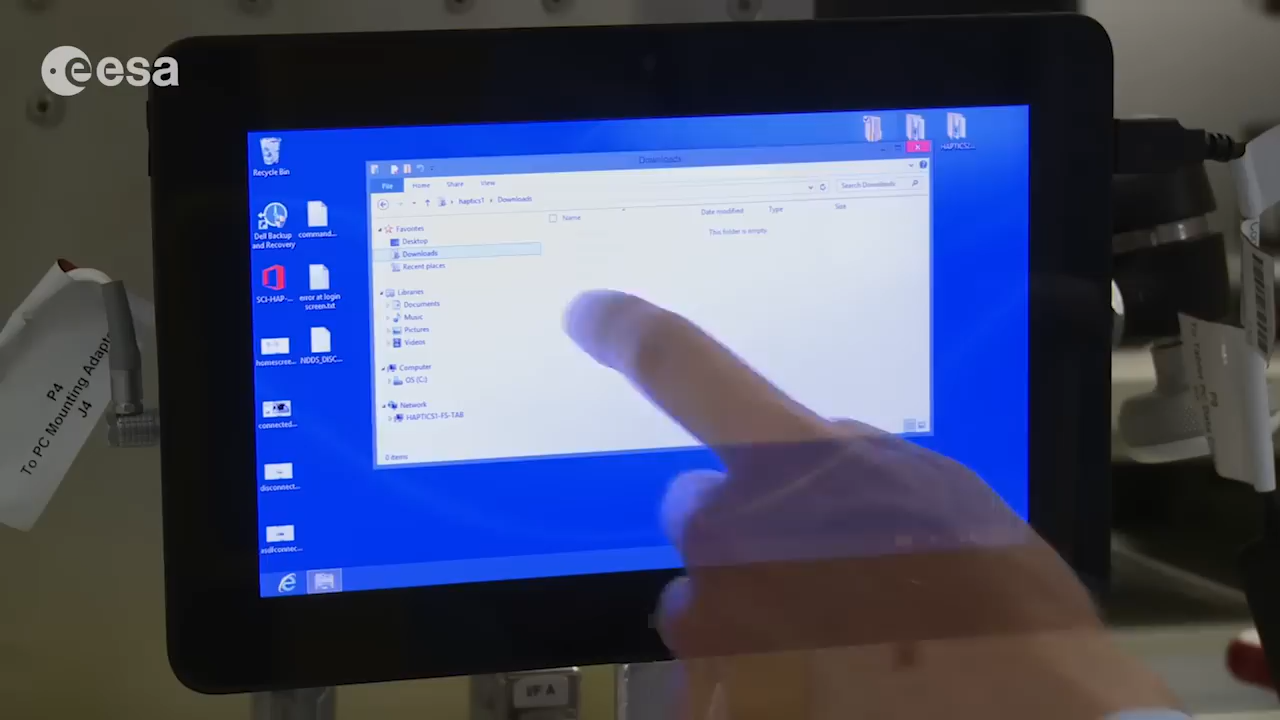 esa
Recycle Bin
Dell Backup
and Recovery
command...
SCI-HAP-...
error at login
screen.txt
homescree...
NDDS_DISC...
connected...
disconnect...
asdfconnec...
HAPTICS2...
Downloads
File
Home
Share
View
haptics1
Downloads
Search Downloads
Name
Date modified
Type
Size
This folder is empty.
Favorites
Desktop
Downloads
Recent places
Libraries
Documents
Music
Pictures
Videos
Computer
OS (C:)
Network
HAPTICS1-FS-TAB
0 items
P4
To PC Mounting Adapte
J4
I/F A